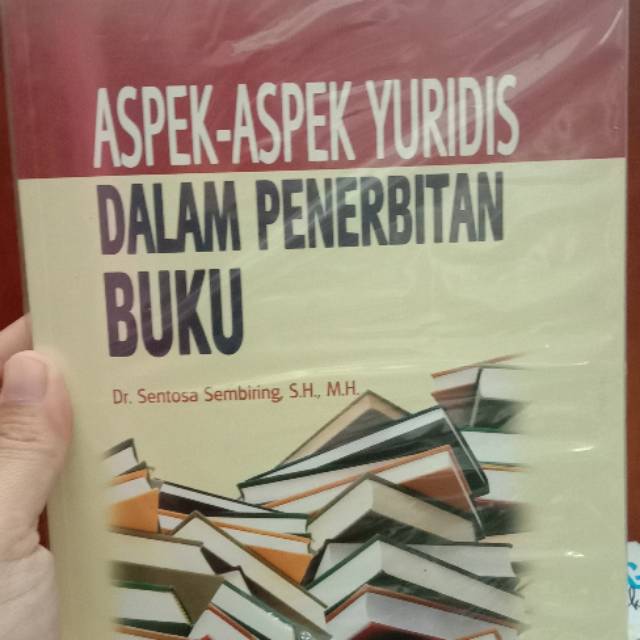 ASPEK-ASPEK YURIDIS
DALAM PENERBITAN
BUKU
Dr. Sentosa Sembiring, S.H., M.H.